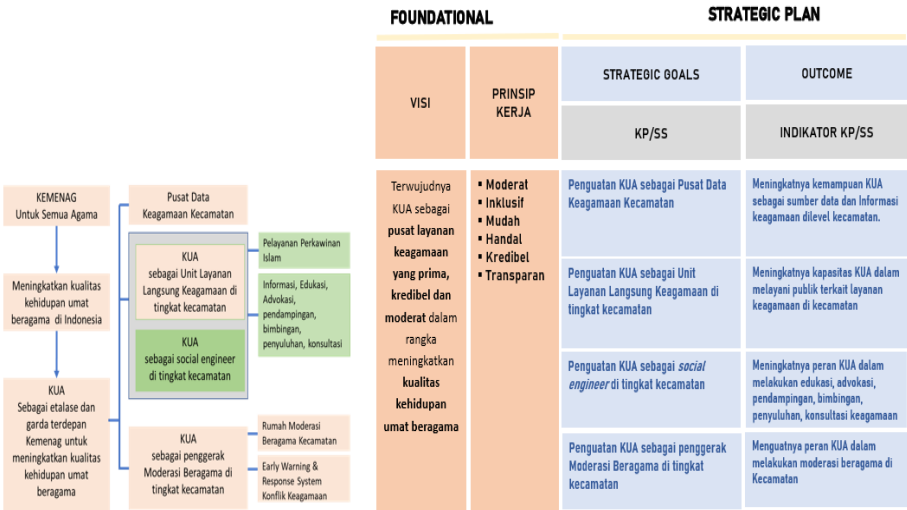 KEMENAG
Untuk Semua Agama
Meningkatkan kualitas
kehidupan umat
beragama di Indonesia
KUA
Sebagai etalase dan
garda terdepan
Kemenag untuk
meningkatkan kualitas
kehidupan umat
beragama
Pusat Data
Keagamaan Kecamatan
KUA
sebagai Unit Layanan
Langsung Keagamaan di
tingkat kecamatan
KUA
sebagai social engineer
di tingkat kecamatan
KUA
sebagai penggerak
Moderasi Beragama di
tingkat kecamatan
Pelayanan Perkawinan
Islam
Informasi, Edukasi,
Advokasi,
pendampingan,
bimbingan,
penyuluhan, konsultasi
Rumah Moderasi
Beragama Kecamatan
Early Warning &
Response System
Konflik Keagamaan
FOUNDATIONAL
STRATEGIC PLAN
VISI
PRINSIP
KERJA
STRATEGIC GOALS
OUTCOME
KP/SS
INDIKATOR KP/SS
Terwujudnya
KUA sebagai
pusat layanan
keagamaan
yang prima,
kredibel dan
moderat dalam
rangka
meningkatkan
kualitas
kehidupan
umat beragama
▪ Moderat
▪ Inklusif
▪ Mudah
▪ Handal
▪ Kredibel
▪ Transparan
Penguatan KUA sebagai Pusat Data
Keagamaan Kecamatan
Meningkatnya kemampuan KUA
sebagai sumber data dan Informasi
keagamaan dilevel kecamatan.
Penguatan KUA sebagai Unit
Layanan Langsung Keagamaan di
tingkat kecamatan
Meningkatnya kapasitas KUA dalam
melayani publik terkait layanan
keagamaan di kecamatan
Penguatan KUA sebagai social
engineer di tingkat kecamatan
Meningkatnya peran KUA dalam
melakukan edukasi, advokasi,
pendampingan, bimbingan,
penyuluhan, konsultasi keagamaan
Penguatan KUA sebagai penggerak
Moderasi Beragama di tingkat
kecamatan
Menguatnya peran KUA dalam
melakukan moderasi beragama di
Kecamatan